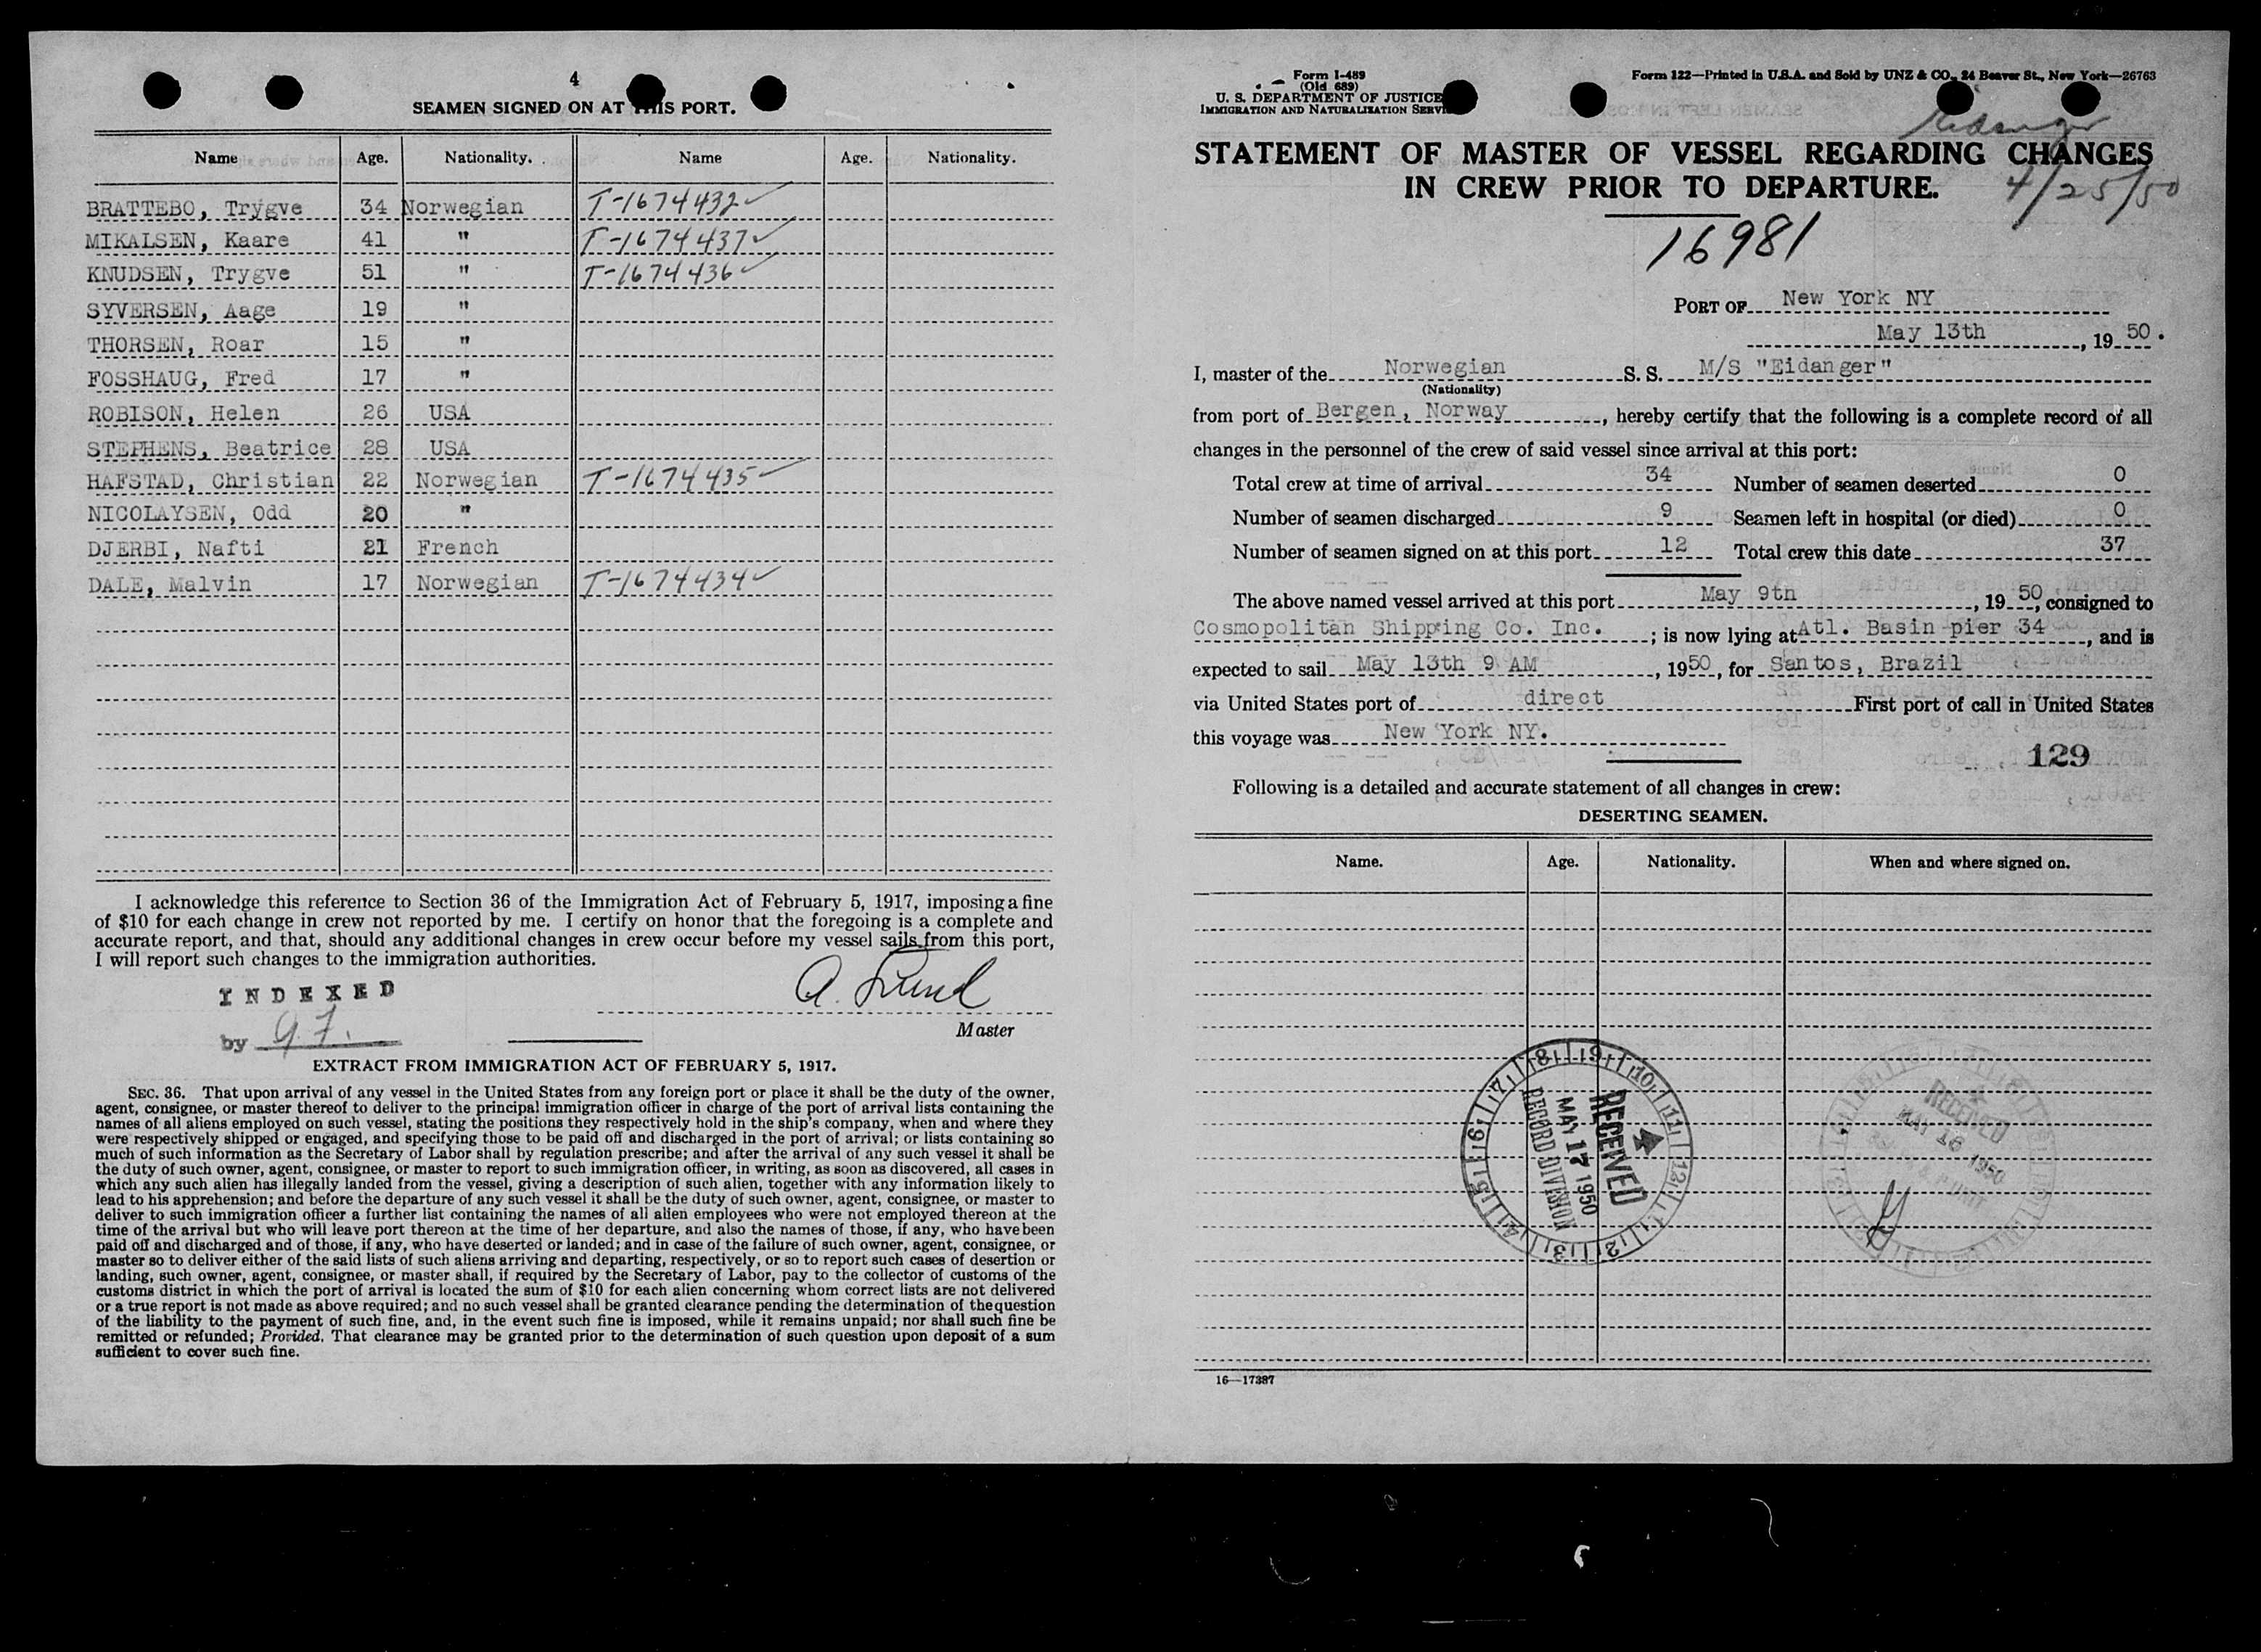 4
SEAMEN SIGNED ON AT THIS PORT.
Name Age. Nationality. Name Age. Nationality.
BRATTEBO, Trygve 34 Norwegian T-1674432 ✓
MIKALSEN, Kaare 41 " T-1674437 ✓
KNUDSEN, Trygve 51 " T-1674436 ✓
SYVERSEN, Aage 19 "
THORSEN, Roar 15 "
FOSSHAUG, Fred 17 "
ROBISON, Helen 26 USA
STEPHENS, Beatrice 28 USA
HAFSTAD, Christian 22 Norwegian T-1674435 ✓
NICOLAYSEN, Odd 20 "
DJERBI, Nafti 21 French
DALE, Malvin 17 Norwegian T-1674434 ✓
I acknowledge this reference to Section 36 of the Immigration Act of February 5, 1917, imposing a fine
of $10 for each change in crew not reported by me. I certify on honor that the foregoing is a complete and
accurate report, and that, should any additional changes in crew occur before my vessel sails from this port,
I will report such changes to the immigration authorities.
INDEXED
by G.F.
A. Lund
Master
EXTRACT FROM IMMIGRATION ACT OF FEBRUARY 5, 1917.
SEC. 36. That upon arrival of any vessel in the United States from any foreign port or place it shall be the duty of the owner,
agent, consignee, or master thereof to deliver to the principal immigration officer in charge of the port of arrival lists containing the
names of all aliens employed on such vessel, stating the positions they respectively hold in the ship's company, when and where they
were respectively shipped or engaged, and specifying those to be paid off and discharged in the port of arrival; or lists containing so
much of such information as the Secretary of Labor shall by regulation prescribe; and after the arrival of any such vessel it shall be
the duty of such owner, agent, consignee, or master to report to such immigration officer, in writing, as soon as discovered, all cases in
which any such alien has illegally landed from the vessel, giving a description of such alien, together with any information likely to
lead to his apprehension; and before the departure of any such vessel it shall be the duty of such owner, agent, consignee, or master to
deliver to such immigration officer a further list containing the names of all alien employees who were not employed thereon at the
time of the arrival but who will leave port thereon at the time of her departure, and also the names of those, if any, who have been
paid off and discharged and of those, if any, who have deserted or landed; and in case of the failure of such owner, agent, consignee, or
master so to deliver either of the said lists of such aliens arriving and departing, respectively, or so to report such cases of desertion or
landing, such owner, agent, consignee, or master shall, if required by the Secretary of Labor, pay to the collector of customs of the
customs district in which the port of arrival is located the sum of $10 for each alien concerning whom correct lists are not delivered
or a true report is not made as above required; and no such vessel shall be granted clearance pending the determination of the question
of the liability to the payment of such fine, and, in the event such fine is imposed, while it remains unpaid; nor shall such fine be
remitted or refunded; Provided, That clearance may be granted prior to the determination of such question upon deposit of a sum
sufficient to cover such fine.
Form I-489
(Old 689)
U. S. DEPARTMENT OF JUSTICE
IMMIGRATION AND NATURALIZATION SERVI
Form 122—Printed in U.S.A. and Sold by UNZ & CO., 24 Beaver St., New York—26763
Eidanger
STATEMENT OF MASTER OF VESSEL REGARDING CHANGES
IN CREW PRIOR TO DEPARTURE.
4/25/50
16981
PORT OF New York NY
May 13th, 1950.
I, master of the Norwegian S. S. M/S "Eidanger"
(Nationality)
from port of Bergen, Norway, hereby certify that the following is a complete record of all
changes in the personnel of the crew of said vessel since arrival at this port:
Total crew at time of arrival 34 Number of seamen deserted 0
Number of seamen discharged 9 Seamen left in hospital (or died) 0
Number of seamen signed on at this port 12 Total crew this date 37
The above named vessel arrived at this port May 9th, 1950, consigned to
Cosmopolitan Shipping Co. Inc.; is now lying at Atl. Basin pier 34, and is
expected to sail May 13th 9 AM, 1950, for Santos, Brazil
via United States port of direct First port of call in United States
this voyage was New York NY.
129
Following is a detailed and accurate statement of all changes in crew:
DESERTING SEAMEN.
Name. Age. Nationality. When and where signed on.
RECEIVED
MAY 17 1950
RECORD DIVISION
RECEIVED
MAY 16 1950
UNIT
16—17387